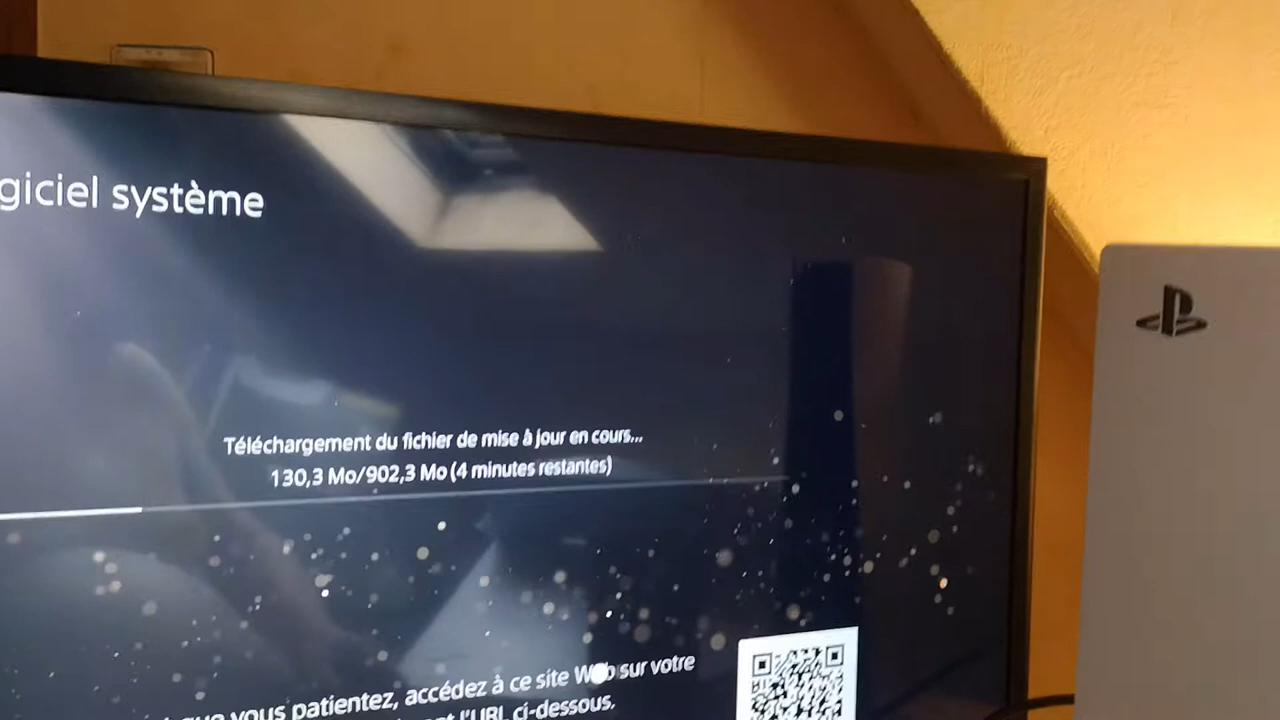 giciel système
Téléchargement du fichier de mise à jour en cours...
130,3 Mo/902,3 Mo (4 minutes restantes)
que vous patientez, accédez à ce site Web sur votre
l'URL ci-dessous.